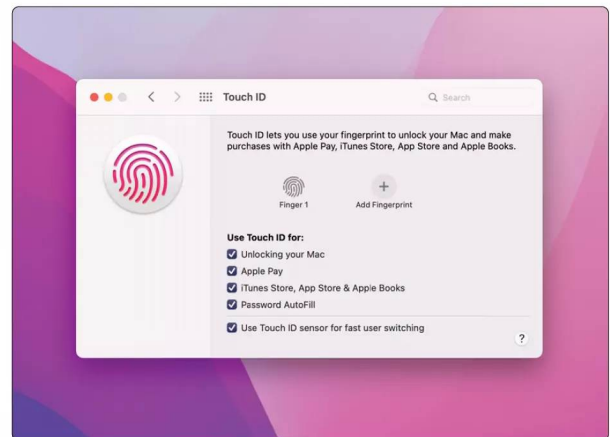 Touch ID
Search
Touch ID lets you use your fingerprint to unlock your Mac and make
purchases with Apple Pay, iTunes Store, App Store and Apple Books.
Finger 1
Add Fingerprint
Use Touch ID for:
Unlocking your Mac
Apple Pay
iTunes Store, App Store & Apple Books
Password AutoFill
Use Touch ID sensor for fast user switching
?